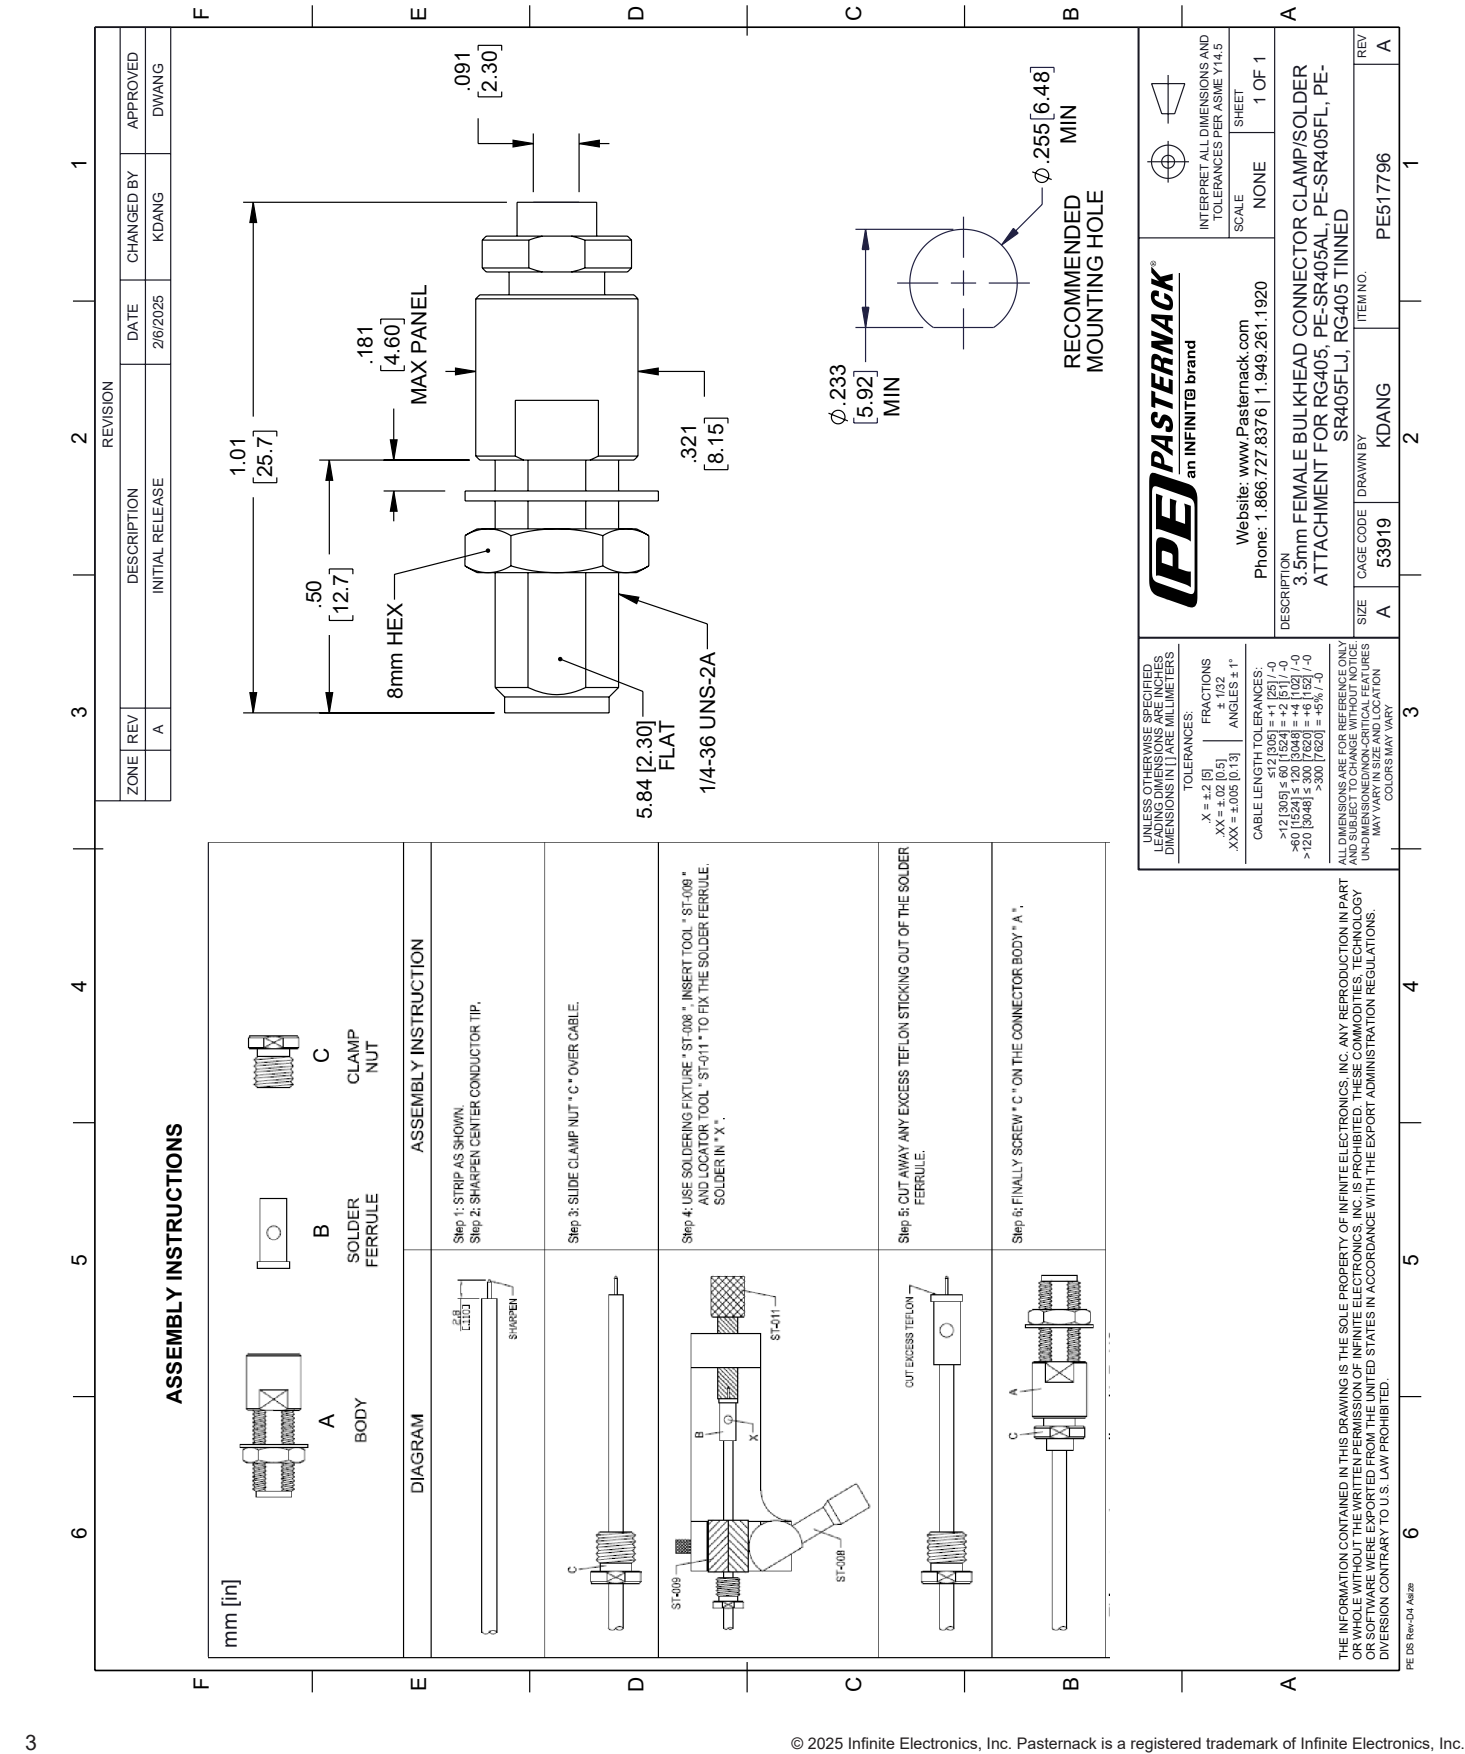 F
E
D
C
B
A
REVISION
ZONE
REV
DESCRIPTION
DATE
CHANGED BY
APPROVED
A
INITIAL RELEASE
2/6/2025
KDANG
DWANG
6
5
4
3
2
1
ASSEMBLY INSTRUCTIONS
mm [in]
A
BODY
B
SOLDER
FERRULE
C
CLAMP
NUT
DIAGRAM
ASSEMBLY INSTRUCTION
2.8
[.110]
SHARPEN
Step 1: STRIP AS SHOWN.
Step 2: SHARPEN CENTER CONDUCTOR TIP.
C
Step 3: SLIDE CLAMP NUT " C " OVER CABLE.
ST-009
B
X
ST-011
ST-008
Step 4: USE SOLDERING FIXTURE " ST-008 ", INSERT TOOL " ST-009 "
AND LOCATOR TOOL " ST-011 " TO FIX THE SOLDER FERRULE.
SOLDER IN " X ".
CUT EXCESS TEFLON
Step 5: CUT AWAY ANY EXCESS TEFLON STICKING OUT OF THE SOLDER
FERRULE.
C
A
Step 6: FINALLY SCREW " C " ON THE CONNECTOR BODY " A ".
1.01
[25.7]
.50
[12.7]
.181
[4.60]
MAX PANEL
.091
[2.30]
8mm HEX
.321
[8.15]
5.84 [2.30]
FLAT
1/4-36 UNS-2A
Ø.233
[5.92]
MIN
Ø.255[6.48]
MIN
RECOMMENDED
MOUNTING HOLE
UNLESS OTHERWISE SPECIFIED
LEADING DIMENSIONS ARE INCHES
DIMENSIONS IN [ ] ARE MILLIMETERS
TOLERANCES:
.X = ±.2 [5]
.XX = ±.02 [0.5]
.XXX = ±.005 [0.13]
FRACTIONS
± 1/32
ANGLES ± 1°
CABLE LENGTH TOLERANCES:
≤12 [305] = +1 [25] / -0
>12 [305] ≤ 60 [1524] = +2 [51] / -0
>60 [1524] ≤ 120 [3048] = +4 [102] / -0
>120 [3048] ≤ 300 [7620] = +6 [152] / -0
>300 [7620] = +5% / -0
ALL DIMENSIONS ARE FOR REFERENCE ONLY
AND SUBJECT TO CHANGE WITHOUT NOTICE.
UN-DIMENSIONED/NON-CRITICAL FEATURES
MAY VARY IN SIZE AND LOCATION
COLORS MAY VARY
PE PASTERNACK®
an INFINITE brand
Website: www.Pasternack.com
Phone: 1.866.727.8376 | 1.949.261.1920
INTERPRET ALL DIMENSIONS AND
TOLERANCES PER ASME Y14.5
SCALE
NONE
SHEET
1 OF 1
DESCRIPTION
3.5mm FEMALE BULKHEAD CONNECTOR CLAMP/SOLDER
ATTACHMENT FOR RG405, PE-SR405AL, PE-SR405FL, PE-
SR405FLJ, RG405 TINNED
SIZE
A
CAGE CODE
53919
DRAWN BY
KDANG
ITEM NO.
PE517796
REV
A
THE INFORMATION CONTAINED IN THIS DRAWING IS THE SOLE PROPERTY OF INFINITE ELECTRONICS, INC. ANY REPRODUCTION IN PART
OR WHOLE WITHOUT THE WRITTEN PERMISSION OF INFINITE ELECTRONICS, INC. IS PROHIBITED. THESE COMMODITIES, TECHNOLOGY
OR SOFTWARE WERE EXPORTED FROM THE UNITED STATES IN ACCORDANCE WITH THE EXPORT ADMINISTRATION REGULATIONS.
DIVERSION CONTRARY TO U.S. LAW PROHIBITED.
PE DS Rev-D4 Asize
6
5
4
3
2
1
F
E
D
C
B
A
3
© 2025 Infinite Electronics, Inc. Pasternack is a registered trademark of Infinite Electronics, Inc.